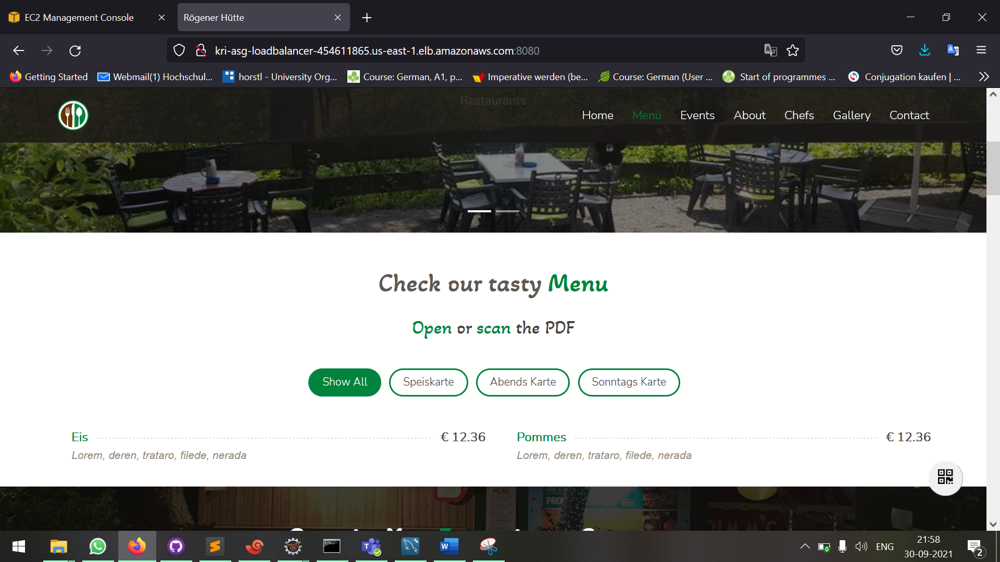 EC2 Management Console
Rögener Hütte
kri-asg-loadbalancer-454611865.us-east-1.elb.amazonaws.com:8080
Getting Started
Webmail(1) Hochschul...
horstl - University Org...
Course: German, A1, p...
Imperative werden (be...
Course: German (User ...
Start of programmes ...
Conjugation kaufen | ...
Restaurants
Home Menu Events About Chefs Gallery Contact
Check our tasty Menu
Open or scan the PDF
Show All Speiskarte Abends Karte Sonntags Karte
Eis € 12.36
Lorem, deren, trataro, filede, nerada
Pommes € 12.36
Lorem, deren, trataro, filede, nerada
MENU
ENG
21:58
30-09-2021
2